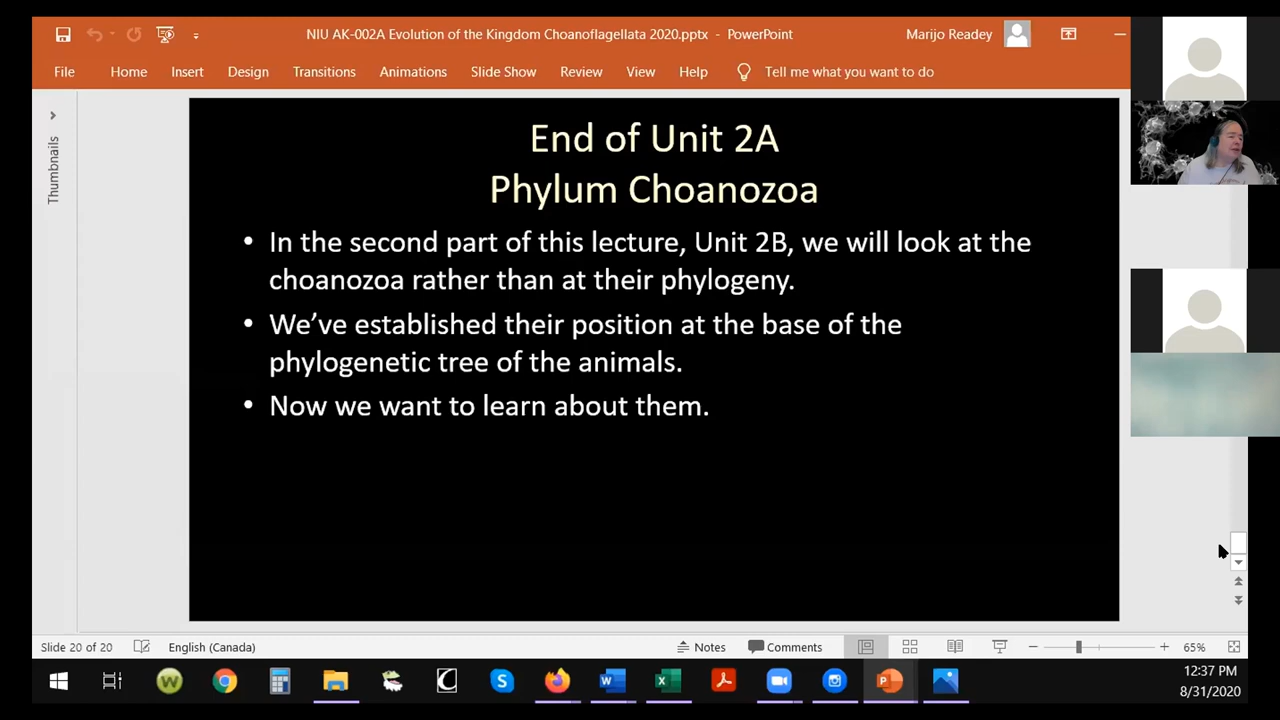 NIU AK-002A Evolution of the Kingdom Choanoflagellata 2020.pptx - PowerPoint
Marijo Readey
File Home Insert Design Transitions Animations Slide Show Review View Help Tell me what you want to do
Thumbnails
End of Unit 2A
Phylum Choanozoa
• In the second part of this lecture, Unit 2B, we will look at the
choanozoa rather than at their phylogeny.
• We’ve established their position at the base of the
phylogenetic tree of the animals.
• Now we want to learn about them.
Slide 20 of 20 English (Canada) Notes Comments 65%
12:37 PM
8/31/2020